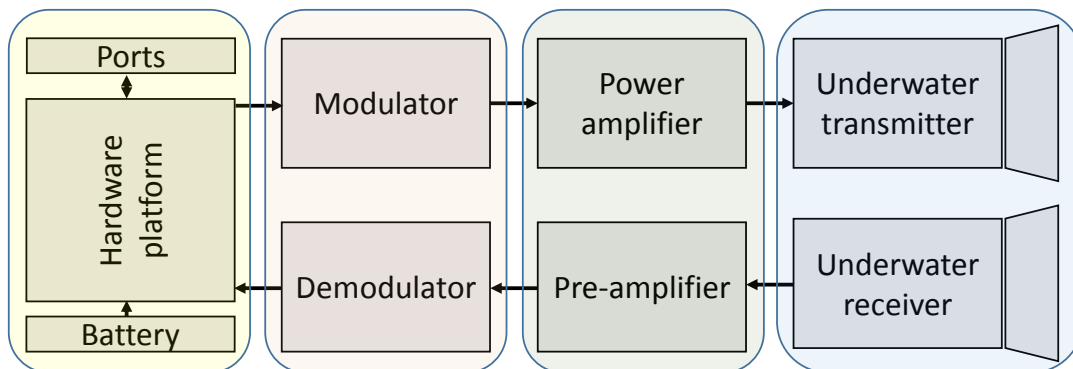 Ports
Hardware
platform
Battery
Modulator
Demodulator
Power
amplifier
Pre-amplifier
Underwater
transmitter
Underwater
receiver